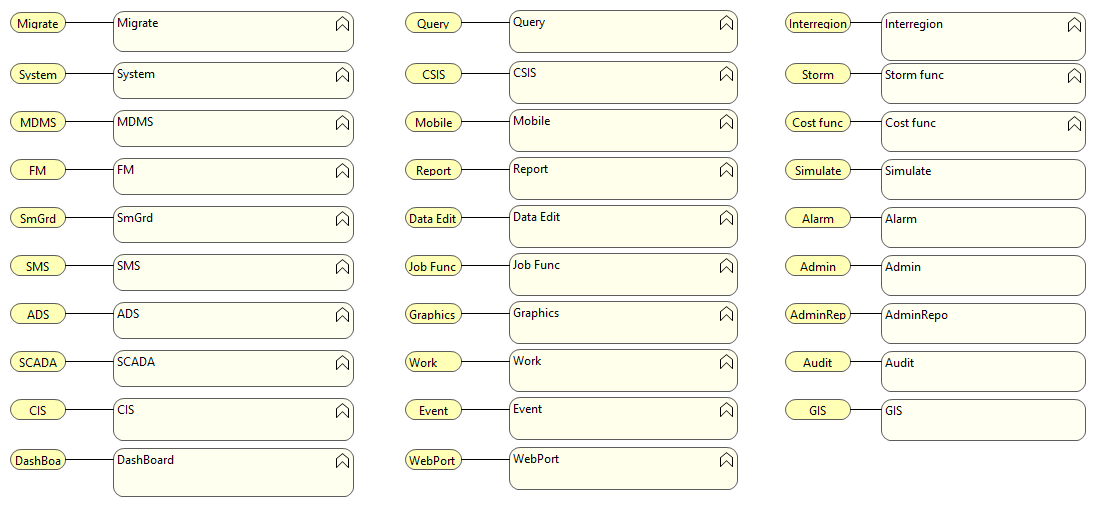 Migrate
Migrate
System
System
MDMS
MDMS
FM
FM
SmGrd
SmGrd
SMS
SMS
ADS
ADS
SCADA
SCADA
CIS
CIS
DashBoa
DashBoard
Query
Query
CSIS
CSIS
Mobile
Mobile
Report
Report
Data Edit
Data Edit
Job Func
Job Func
Graphics
Graphics
Work
Work
Event
Event
WebPort
WebPort
Interregion
Interregion
Storm
Storm func
Cost func
Cost func
Simulate
Simulate
Alarm
Alarm
Admin
Admin
AdminRep
AdminRepo
Audit
Audit
GIS
GIS